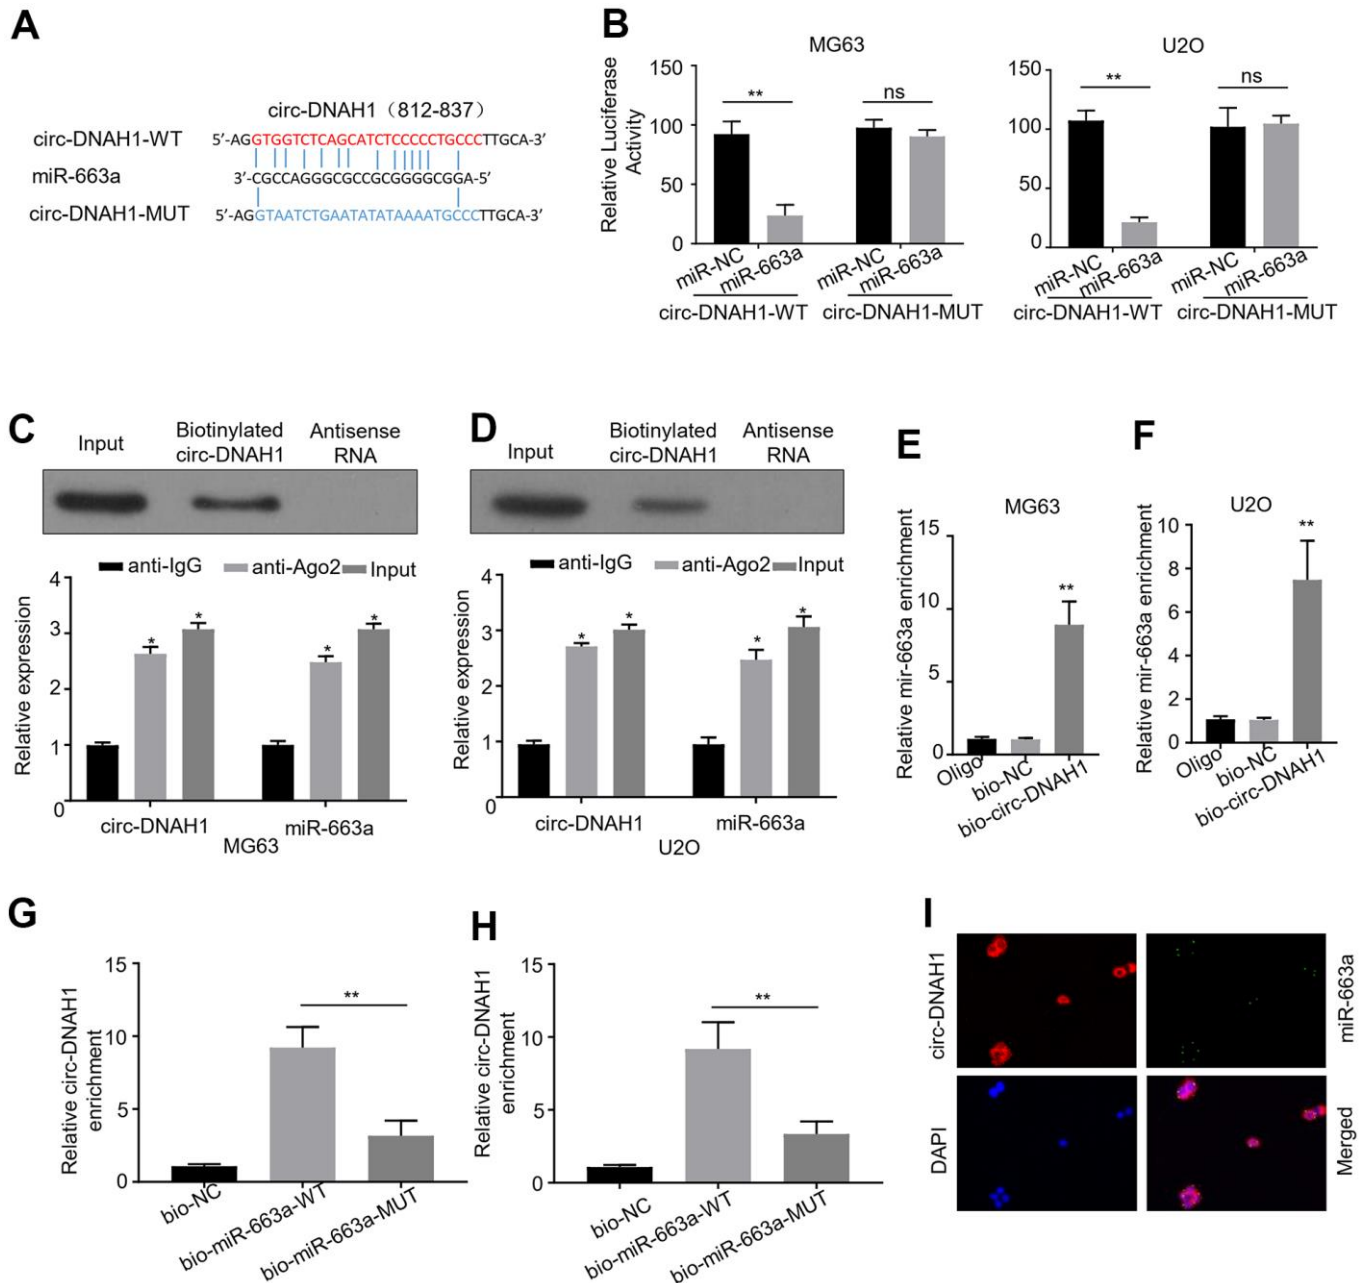 A
circ-DNAH1（812-837）
circ-DNAH1-WT 5′-AGGTGGTCTCAGCATCTCCCCCTGCCCTTGCA-3′
miR-663a 3′-CGCCAGGGCGCCGCGGGGCGGA-5′
circ-DNAH1-MUT 5′-AGGTAATCTGAATATATAAAATGCCCTTGCA-3′
B
MG63
Relative Luciferase
Activity
150
100
50
0
** ns
miR-NC miR-663a miR-NC miR-663a
circ-DNAH1-WT circ-DNAH1-MUT
U2O
150
100
50
0
** ns
miR-NC miR-663a miR-NC miR-663a
circ-DNAH1-WT circ-DNAH1-MUT
C
Input Biotinylated circ-DNAH1 Antisense RNA
anti-IgG anti-Ago2 Input
Relative expression
4
3
2
1
0
* * * *
circ-DNAH1 miR-663a
MG63
D
Input Biotinylated circ-DNAH1 Antisense RNA
anti-IgG anti-Ago2 Input
Relative expression
4
3
2
1
0
* * * *
circ-DNAH1 miR-663a
U2O
E
MG63
Relative mir-663a enrichment
15
10
5
0
**
Oligo bio-NC bio-circ-DNAH1
F
U2O
Relative mir-663a enrichment
10
8
6
4
2
0
**
Oligo bio-NC bio-circ-DNAH1
G
Relative circ-DNAH1
enrichment
15
10
5
0
**
bio-NC bio-miR-663a-WT bio-miR-663a-MUT
H
Relative circ-DNAH1
enrichment
15
10
5
0
**
bio-NC bio-miR-663a-WT bio-miR-663a-MUT
I
circ-DNAH1
miR-663a
DAPI
Merged